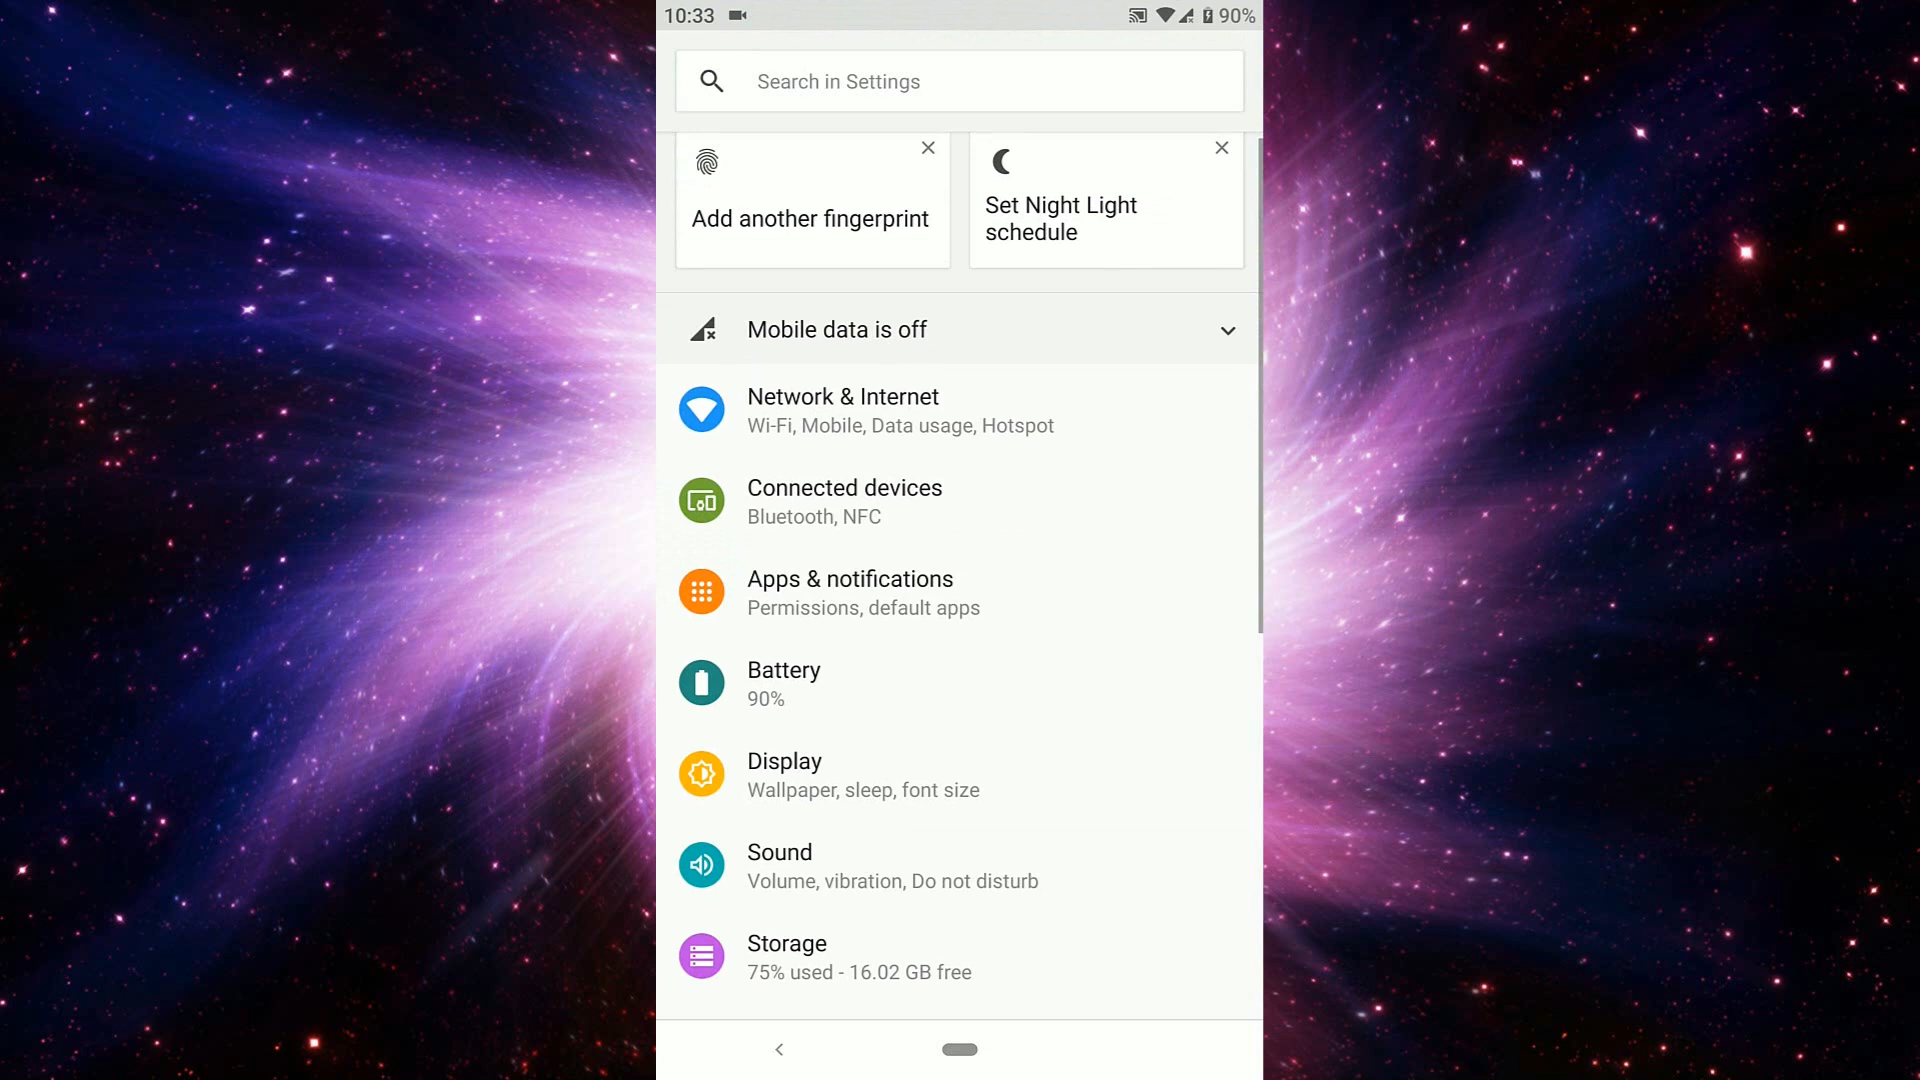 10:33
90%
Search in Settings
Add another fingerprint
Set Night Light
schedule
Mobile data is off
Network & Internet
Wi-Fi, Mobile, Data usage, Hotspot
Connected devices
Bluetooth, NFC
Apps & notifications
Permissions, default apps
Battery
90%
Display
Wallpaper, sleep, font size
Sound
Volume, vibration, Do not disturb
Storage
75% used - 16.02 GB free